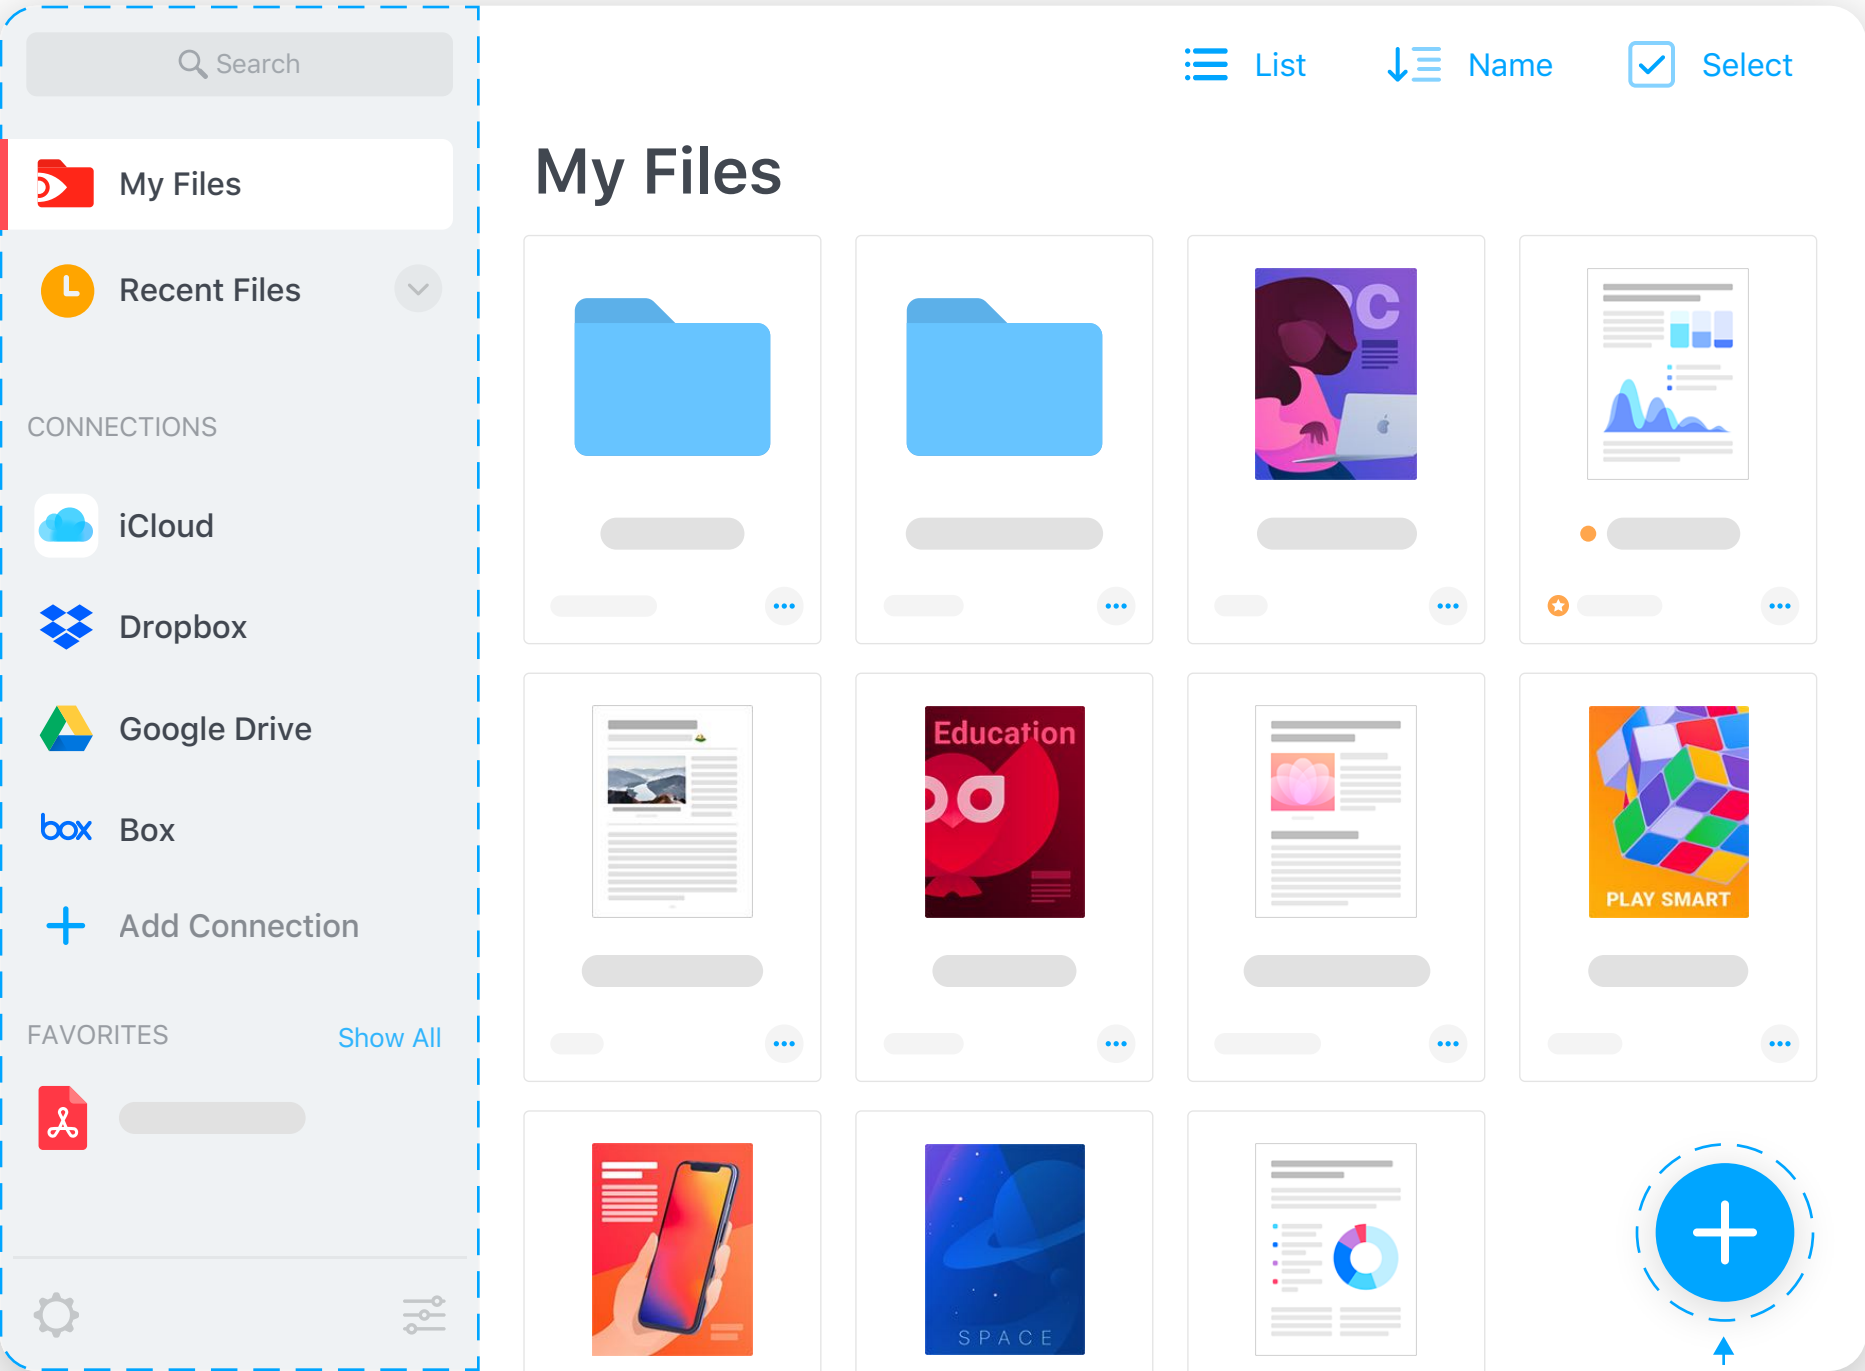 Search
My Files
Recent Files
CONNECTIONS
iCloud
Dropbox
Google Drive
box Box
Add Connection
FAVORITES Show All
List Name Select
My Files
PC
Education
PLAY SMART
SPACE